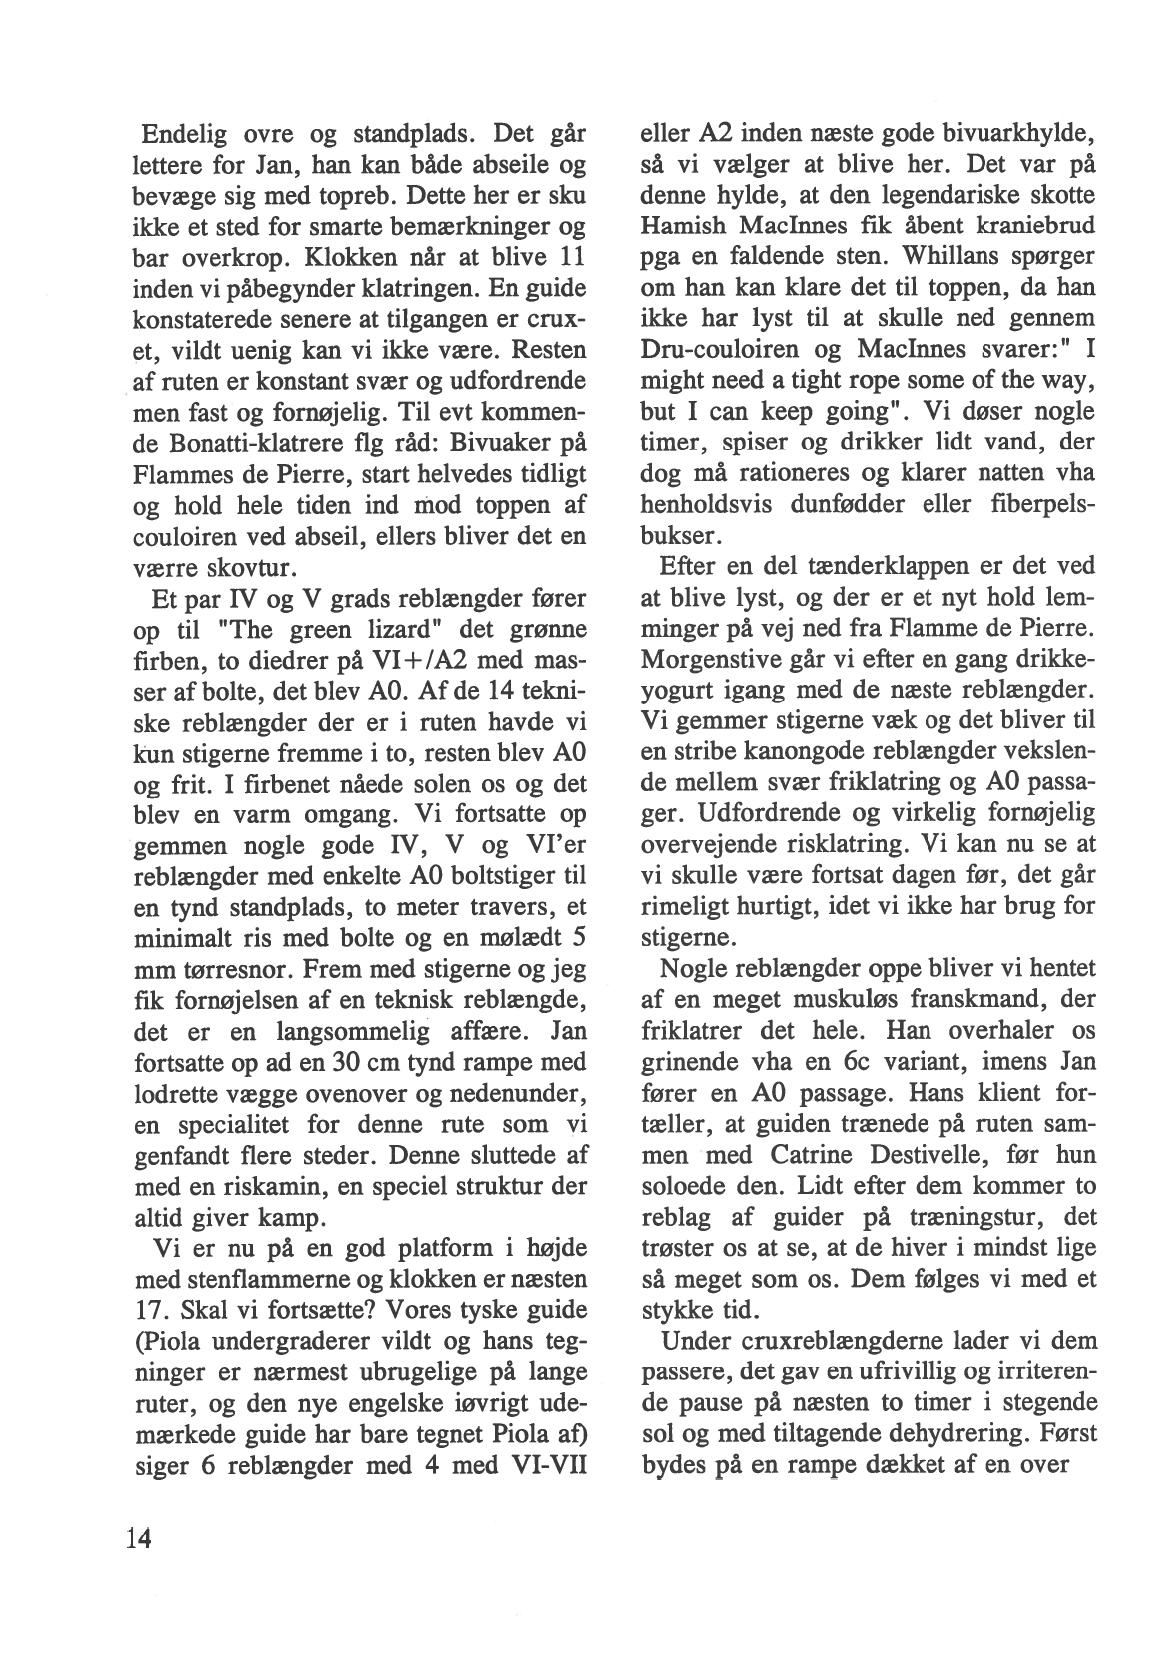 Endelig ovre og standplads. Det går
lettere for Jan, han kan både abseile og
bevæge sig med topreb. Dette her er sku
ikke et sted for smarte bemærkninger og
bar overkrop. Klokken når at blive 11
inden vi påbegynder klatringen. En guide
konstaterede senere at tilgangen er crux-
et, vildt uenig kan vi ikke være. Resten
af ruten er konstant svær og udfordrende
men fast og fornøjelig. Til evt kommen-
de Bonatti-klatrere flg råd: Bivuaker på
Flammes de Pierre, start helvedes tidligt
og hold hele tiden ind mod toppen af
couloiren ved abseil, ellers bliver det en
værre skovtur.
Et par IV og V grads reblængder fører
op til "The green lizard" det grønne
firben, to diedrer på VI+/A2 med mas-
ser af bolte, det blev A0. Af de 14 tekni-
ske reblængder der er i ruten havde vi
kun stigerne fremme i to, resten blev A0
og frit. I firbenet nåede solen os og det
blev en varm omgang. Vi fortsatte op
gemmen nogle gode IV, V og VI'er
reblængder med enkelte A0 boltstiger til
en tynd standplads, to meter travers, et
minimalt ris med bolte og en mølædt 5
mm tørresnor. Frem med stigerne og jeg
fik fornøjelsen af en teknisk reblængde,
det er en langsommelig affære. Jan
fortsatte op ad en 30 cm tynd rampe med
lodrette vægge ovenover og nedenunder,
en specialitet for denne rute som vi
genfandt flere steder. Denne sluttede af
med en riskamin, en speciel struktur der
altid giver kamp.
Vi er nu på en god platform i højde
med stenflammerne og klokken er næsten
17. Skal vi fortsætte? Vores tyske guide
(Piola undergraderer vildt og hans teg-
ninger er nærmest ubrugelige på lange
ruter, og den nye engelske iøvrigt ude-
mærkede guide har bare tegnet Piola af)
siger 6 reblængder med 4 med VI-VII
eller A2 inden næste gode bivuarkhylde,
så vi vælger at blive her. Det var på
denne hylde, at den legendariske skotte
Hamish MacInnes fik åbent kraniebrud
pga en faldende sten. Whillans spørger
om han kan klare det til toppen, da han
ikke har lyst til at skulle ned gennem
Dru-couloiren og MacInnes svarer:" I
might need a tight rope some of the way,
but I can keep going". Vi døser nogle
timer, spiser og drikker lidt vand, der
dog må rationeres og klarer natten vha
henholdsvis dunfødder eller fiberpels-
bukser.
Efter en del tænderklappen er det ved
at blive lyst, og der er et nyt hold lem-
minger på vej ned fra Flamme de Pierre.
Morgenstive går vi efter en gang drikke-
yogurt igang med de næste reblængder.
Vi gemmer stigerne væk og det bliver til
en stribe kanongode reblængder vekslen-
de mellem svær friklatring og A0 passa-
ger. Udfordrende og virkelig fornøjelig
overvejende risklatring. Vi kan nu se at
vi skulle være fortsat dagen før, det går
rimeligt hurtigt, idet vi ikke har brug for
stigerne.
Nogle reblængder oppe bliver vi hentet
af en meget muskuløs franskmand, der
friklatrer det hele. Han overhaler os
grinende vha en 6c variant, imens Jan
fører en A0 passage. Hans klient for-
tæller, at guiden trænede på ruten sam-
men med Catrine Destivelle, før hun
soloede den. Lidt efter dem kommer to
reblag af guider på træningstur, det
trøster os at se, at de hiver i mindst lige
så meget som os. Dem følges vi med et
stykke tid.
Under cruxreblængderne lader vi dem
passere, det gav en ufrivillig og irriteren-
de pause på næsten to timer i stegende
sol og med tiltagende dehydrering. Først
bydes på en rampe dækket af en over
14